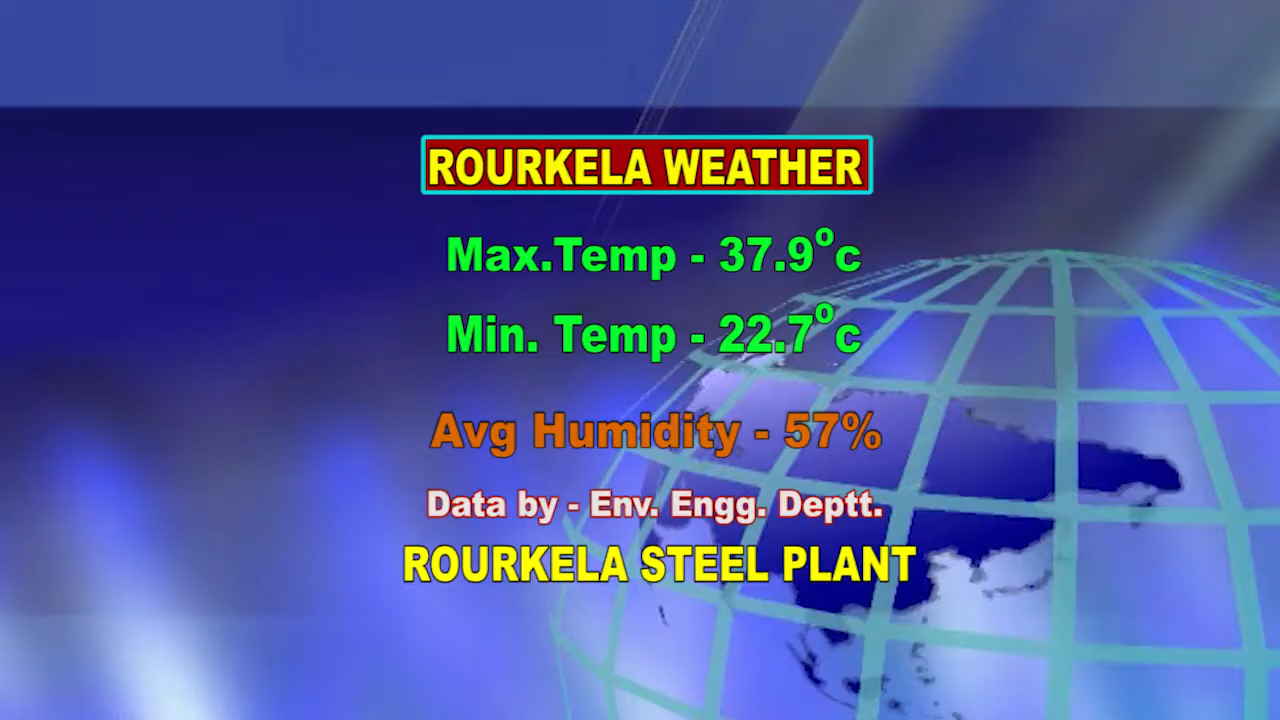 ROURKELA WEATHER
Max.Temp - 37.9°c
Min. Temp - 22.7°c
Avg Humidity - 57%
Data by - Env. Engg. Deptt.
ROURKELA STEEL PLANT